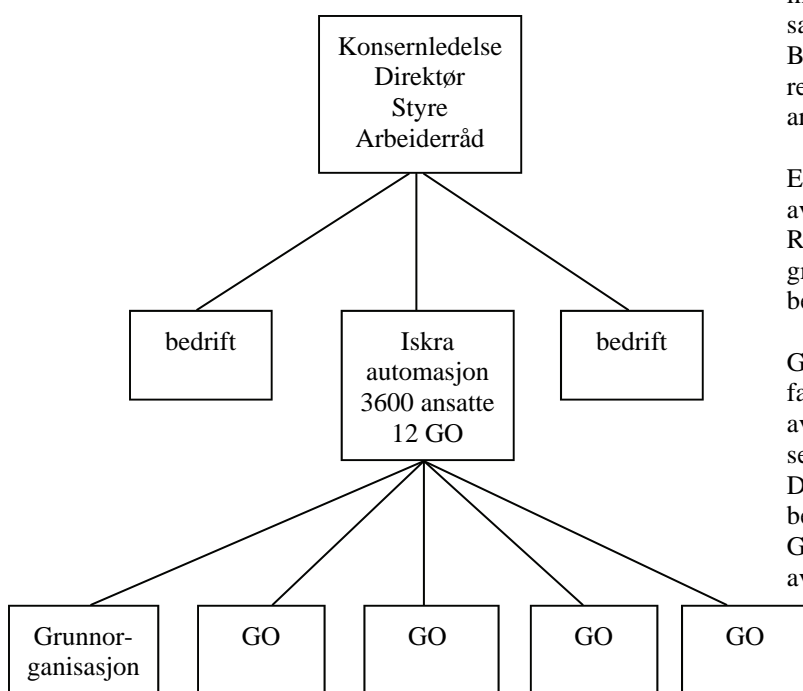 Konsernledelse
Direktør
Styre
Arbeiderråd
bedrift
Iskra
automasjon
3600 ansatte
12 GO
bedrift
Grunnor-
ganisasjon
GO
GO
GO
GO